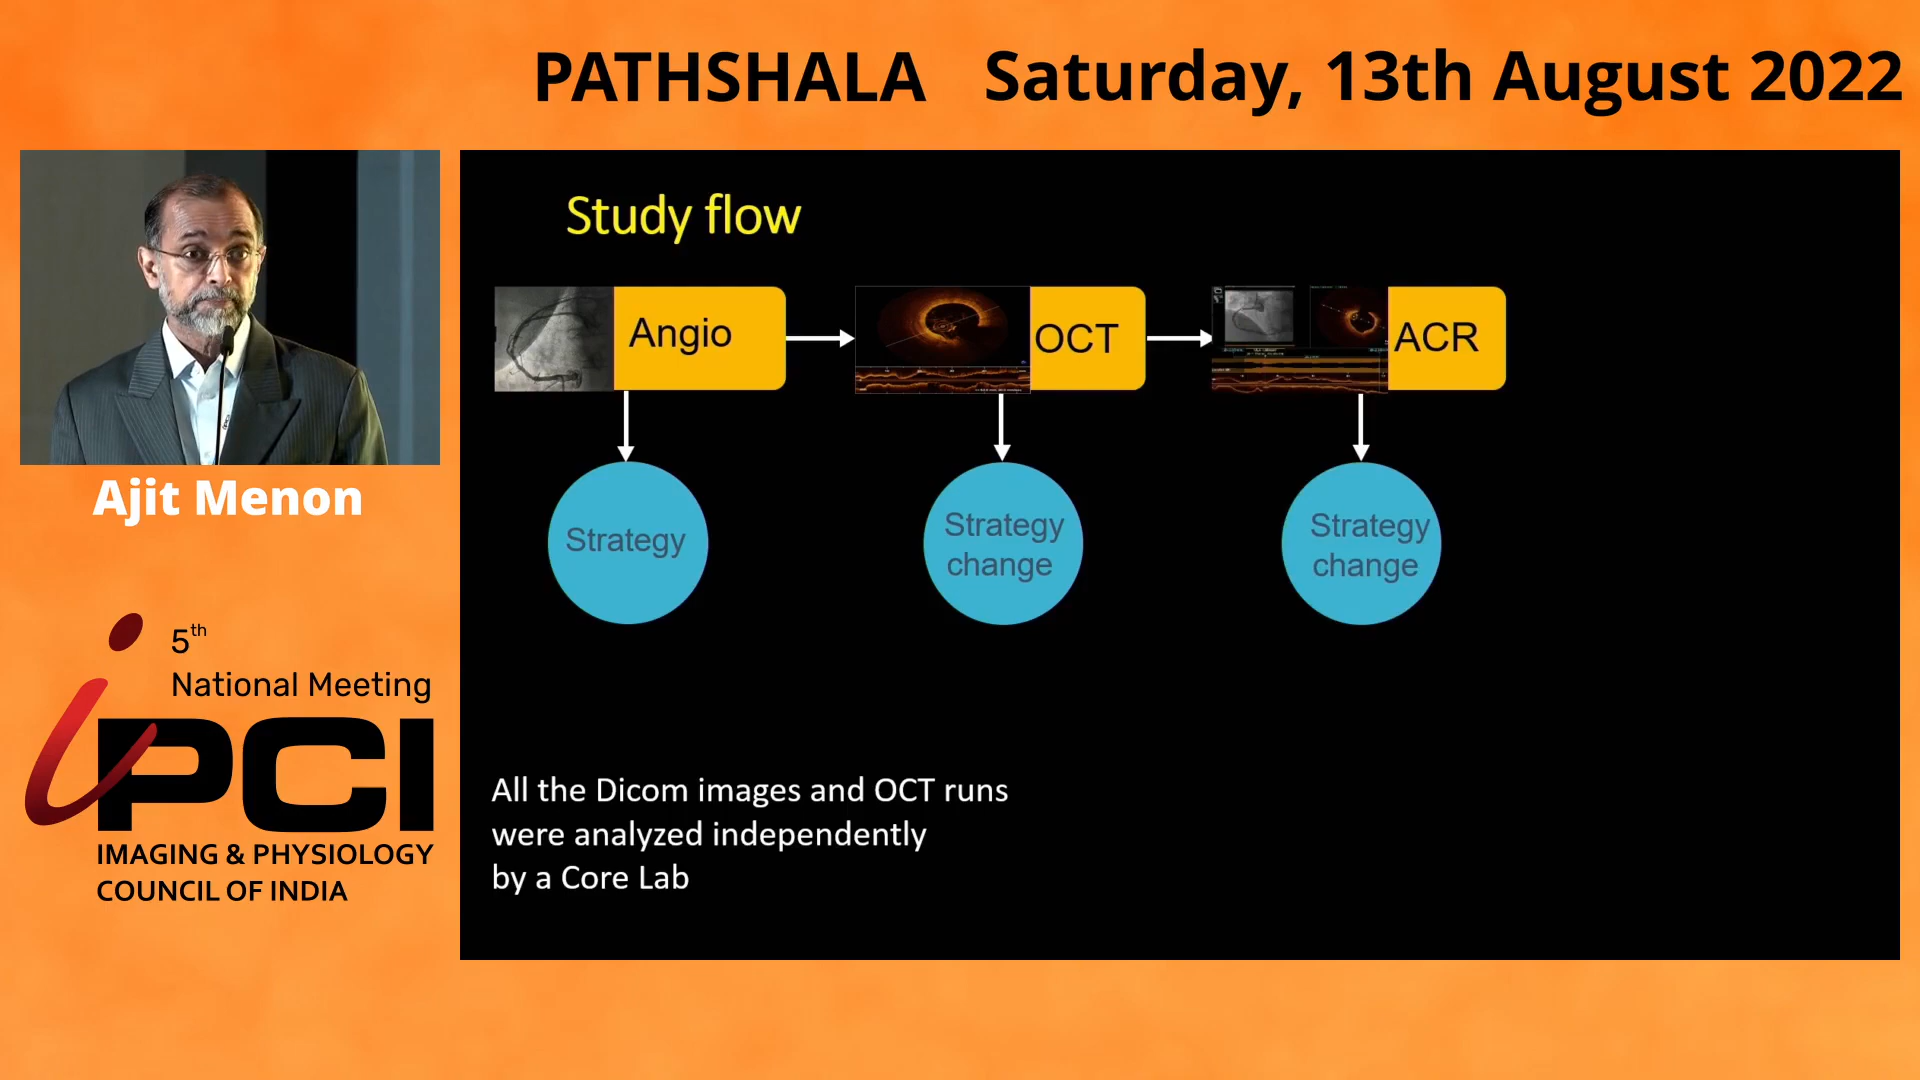 PATHSHALA Saturday, 13th August 2022
Ajit Menon
5th
National Meeting
iPCI
IMAGING & PHYSIOLOGY
COUNCIL OF INDIA
Study flow
Angio
OCT
ACR
Strategy
Strategy
change
Strategy
change
All the Dicom images and OCT runs
were analyzed independently
by a Core Lab